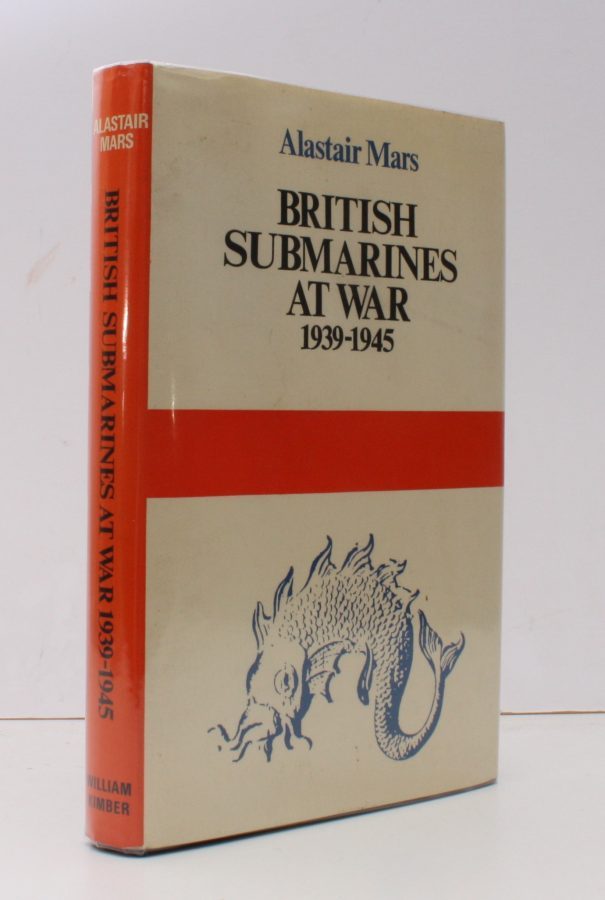 ALASTAIR
MARS
BRITISH SUBMARINES AT WAR 1939-1945
WILLIAM
KIMBER
Alastair Mars
BRITISH
SUBMARINES
AT WAR
1939-1945